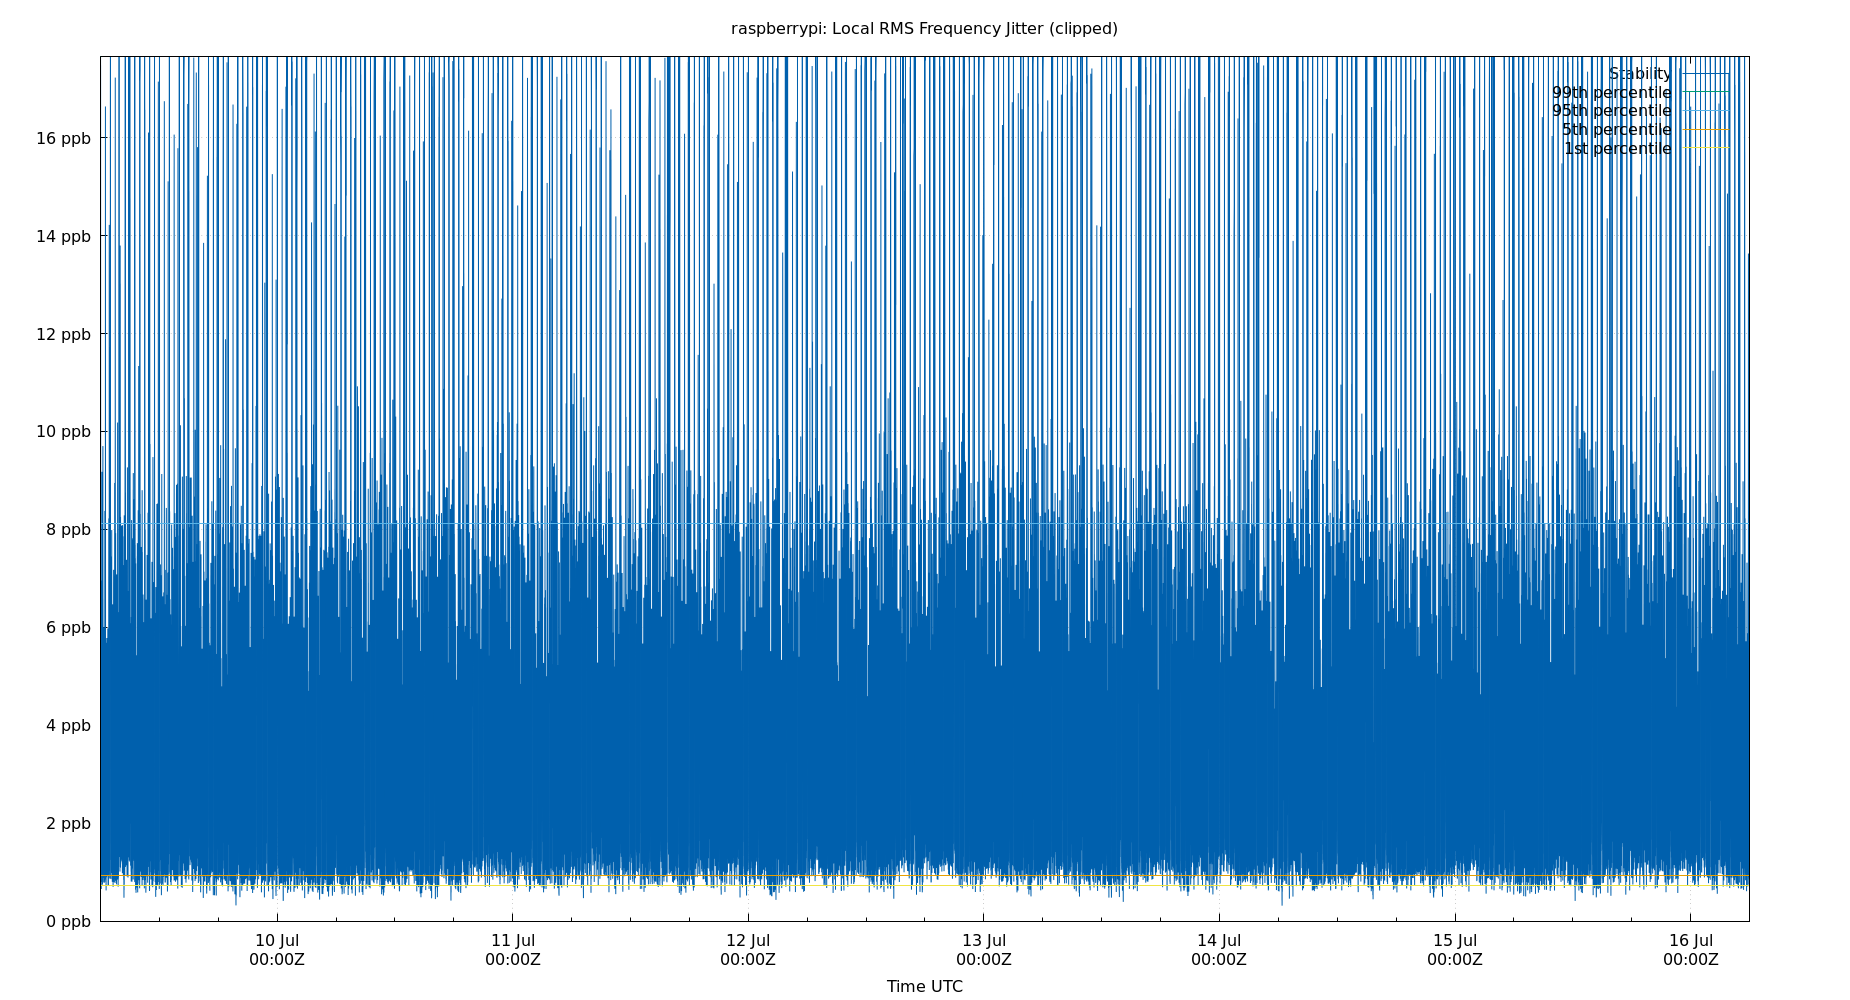 raspberrypi: Local RMS Frequency Jitter (clipped)
Stability
99th percentile
95th percentile
5th percentile
1st percentile
16 ppb
14 ppb
12 ppb
10 ppb
8 ppb
6 ppb
4 ppb
2 ppb
0 ppb
10 Jul 11 Jul 12 Jul 13 Jul 14 Jul 15 Jul 16 Jul
00:00Z 00:00Z 00:00Z 00:00Z 00:00Z 00:00Z 00:00Z
Time UTC